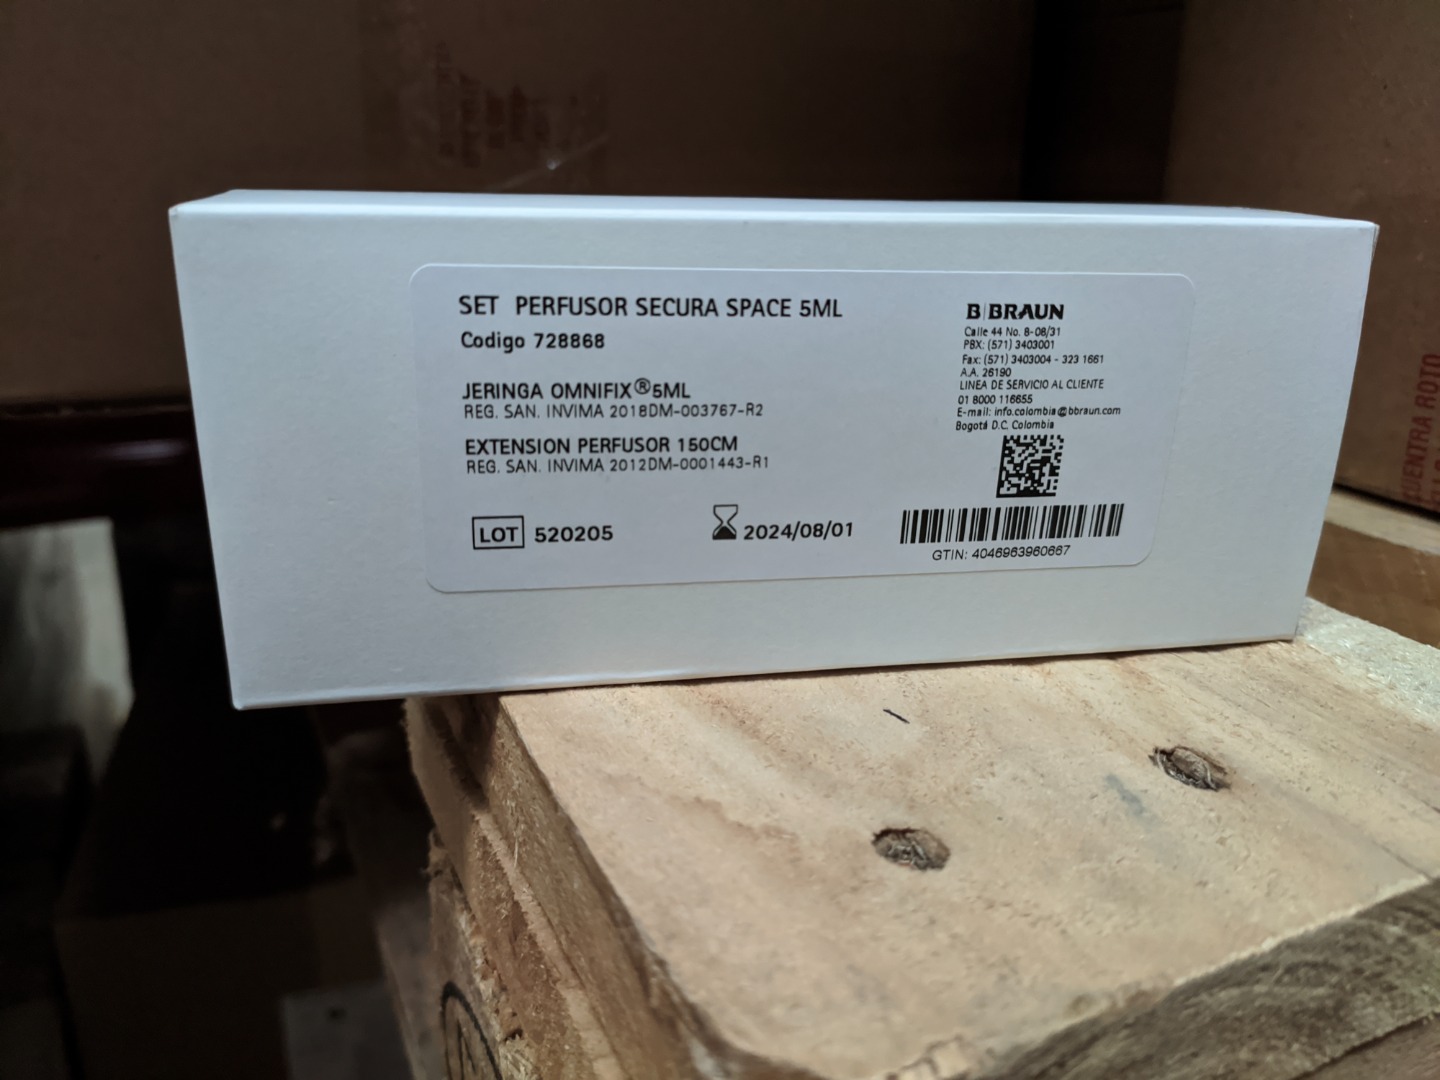 SET PERFUSOR SECURA SPACE 5ML
Codigo 728868
JERINGA OMNIFIX®5ML
REG. SAN. INVIMA 2018DM-003767-R2
EXTENSION PERFUSOR 150CM
REG. SAN. INVIMA 2012DM-0001443-R1
LOT 520205
2024/08/01
B|BRAUN
Calle 44 No. 8-08/31
PBX: (571) 3403001
Fax: (571) 3403004 - 323 1661
A.A. 26190
LINEA DE SERVICIO AL CLIENTE
01 8000 116655
E-mail: info.colombia@bbraun.com
Bogotá D.C. Colombia
GTIN: 4046963960667
CUENTRA ROTO